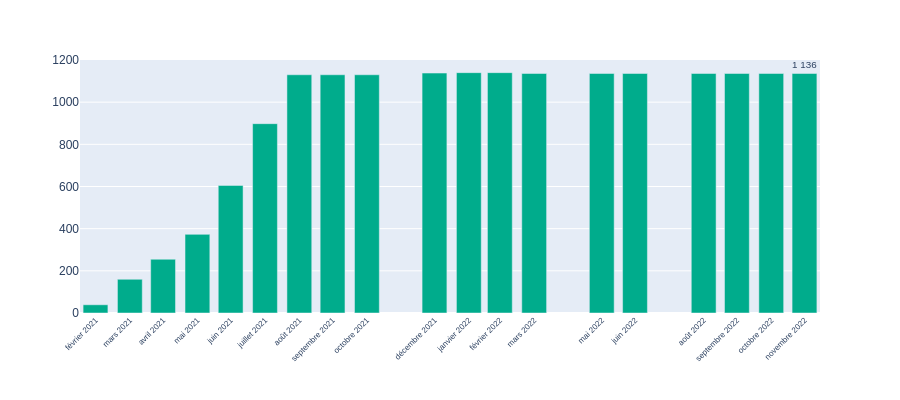 1200
1000
800
600
400
200
0
1 136
février 2021
mars 2021
avril 2021
mai 2021
juin 2021
juillet 2021
août 2021
septembre 2021
octobre 2021
décembre 2021
janvier 2022
février 2022
mars 2022
mai 2022
juin 2022
août 2022
septembre 2022
octobre 2022
novembre 2022